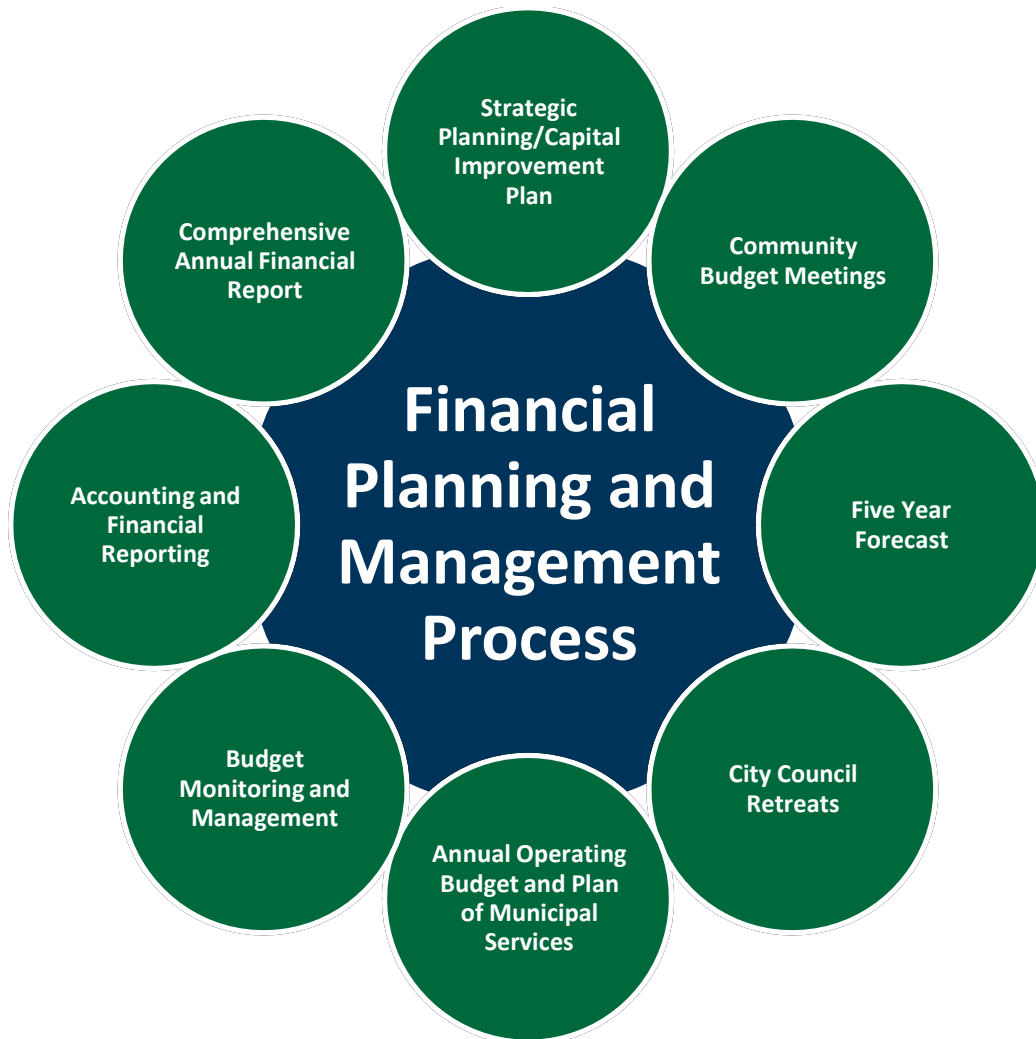 Strategic
Planning/Capital
Improvement
Plan
Community
Budget Meetings
Five Year
Forecast
City Council
Retreats
Annual Operating
Budget and Plan
of Municipal
Services
Budget
Monitoring and
Management
Accounting and
Financial
Reporting
Comprehensive
Annual Financial
Report
Financial
Planning and
Management
Process